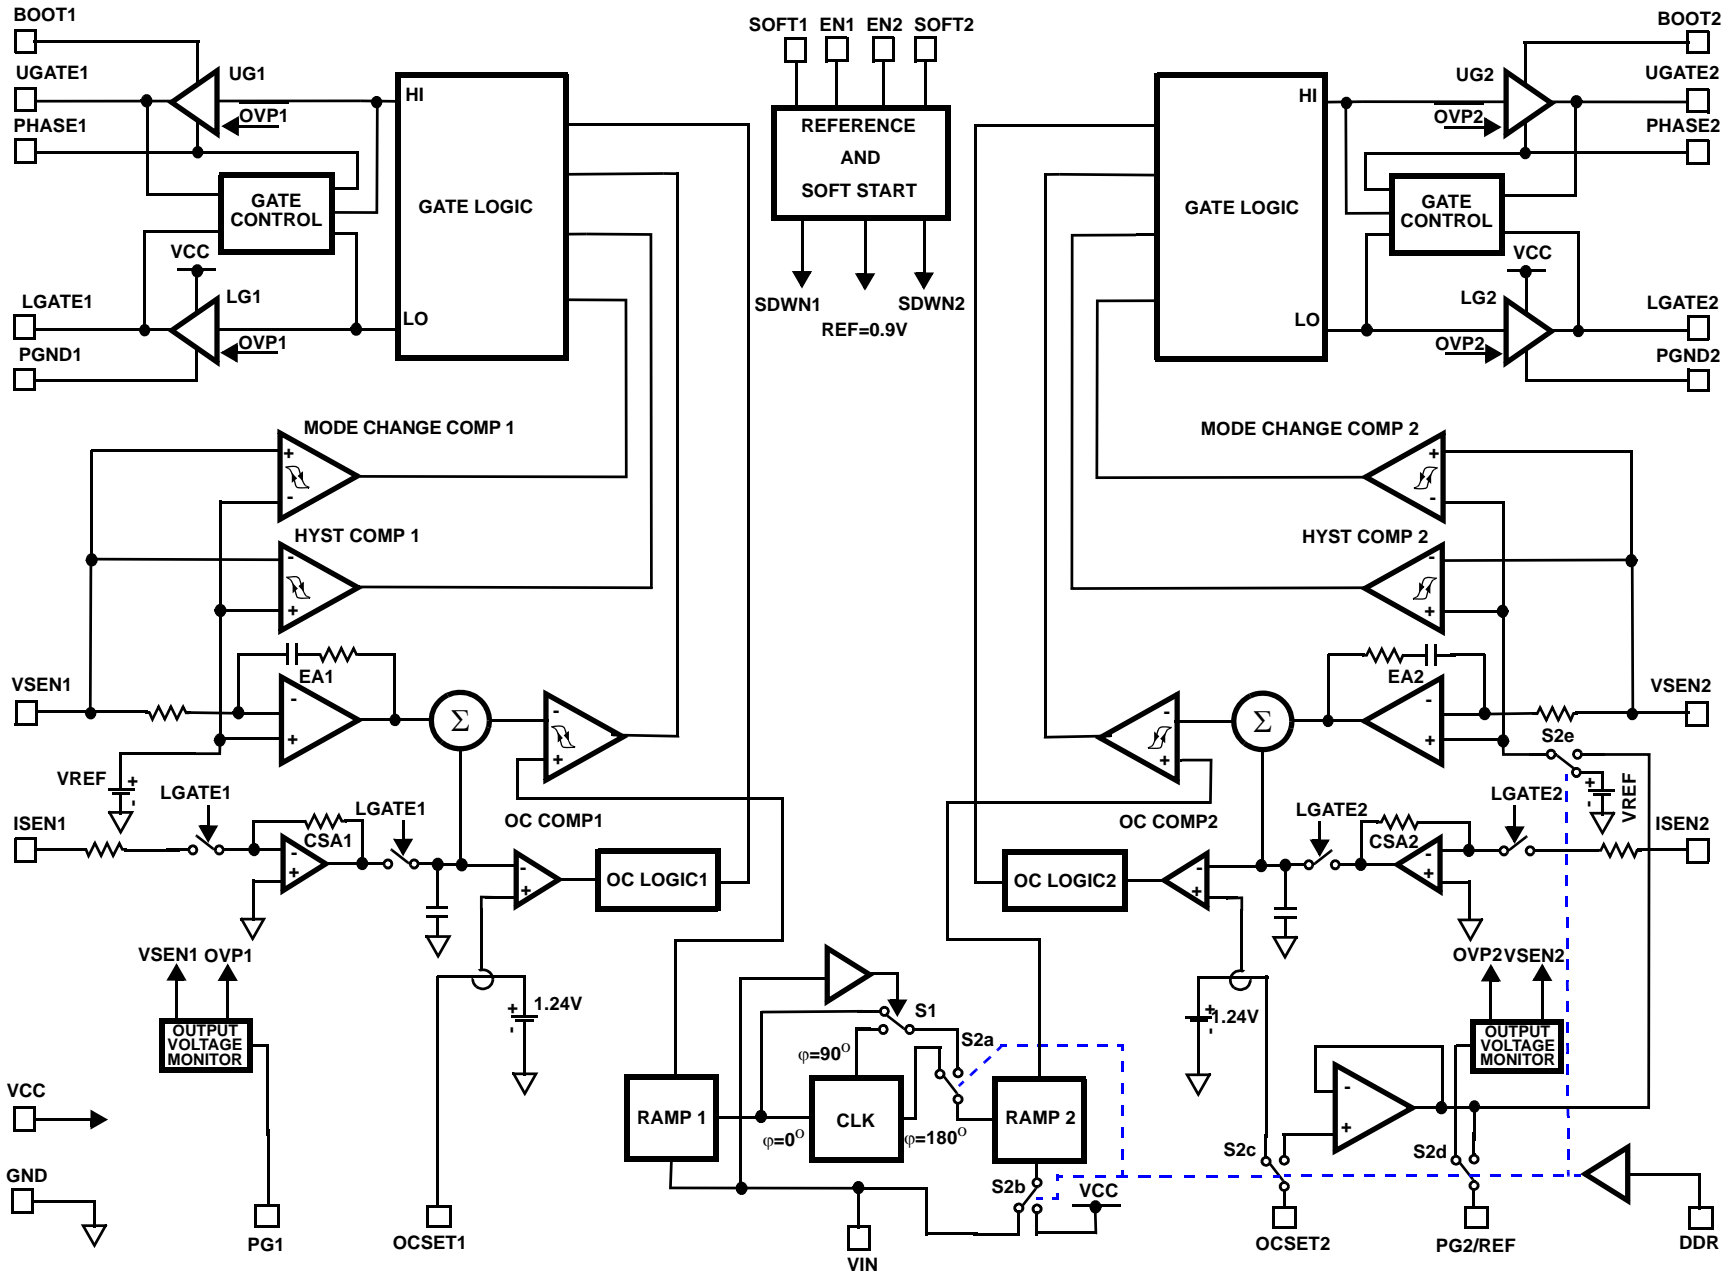 BOOT1
UGATE1
PHASE1
UG1
OVP1
GATE
CONTROL
VCC
LGATE1
PGND1
LG1
OVP1
HI
GATE LOGIC
LO
SOFT1 EN1 EN2 SOFT2
REFERENCE
AND
SOFT START
SDWN1
SDWN2
REF=0.9V
BOOT2
UGATE2
PHASE2
UG2
OVP2
HI
GATE LOGIC
LO
GATE
CONTROL
VCC
LG2
OVP2
LGATE2
PGND2
MODE CHANGE COMP 1
+
-
HYST COMP 1
-
+
MODE CHANGE COMP 2
+
-
HYST COMP 2
-
+
VSEN1
EA1
-
+
Σ
-
+
VREF
+
-
LGATE1
LGATE1
ISEN1
CSA1
-
+
OC COMP1
-
+
OC LOGIC1
EA2
-
+
Σ
-
+
VSEN2
S2e
+
-
VREF
LGATE2
LGATE2
ISEN2
CSA2
-
+
OC COMP2
-
+
OC LOGIC2
VSEN1 OVP1
OUTPUT
VOLTAGE
MONITOR
+
-
1.24V
S1
S2a
φ=90O
RAMP 1
CLK
RAMP 2
φ=0O
φ=180O
+
-
1.24V
OVP2 VSEN2
OUTPUT
VOLTAGE
MONITOR
-
+
VCC
GND
PG1
OCSET1
VIN
S2b
VCC
S2c
S2d
OCSET2
PG2/REF
DDR